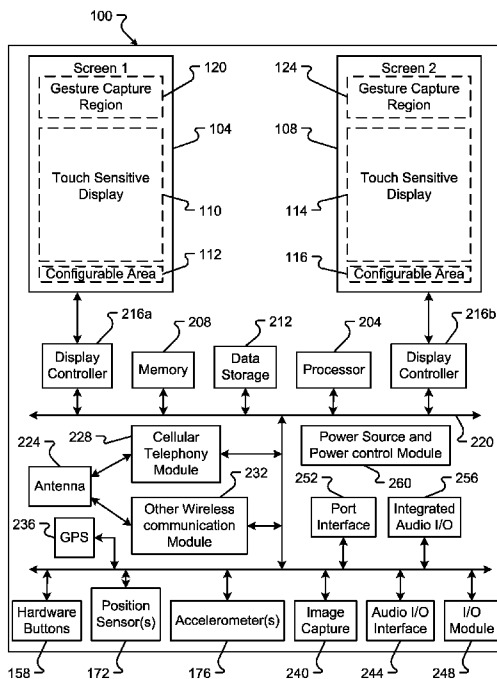 100
Screen 1
120
Gesture Capture
Region
104
Touch Sensitive
Display
110
112
Configurable Area
Screen 2
124
Gesture Capture
Region
108
Touch Sensitive
Display
114
116
Configurable Area
216a
208
212
204
216b
Display
Controller
Memory
Data
Storage
Processor
Display
Controller
220
228
Cellular
Telephony
Module
Power Source and
Power control Module
224
Antenna
232
252
260
256
Other Wireless
communication
Module
Port
Interface
Integrated
Audio I/O
236
GPS
Hardware
Buttons
Position
Sensor(s)
Accelerometer(s)
Image
Capture
Audio I/O
Interface
I/O
Module
158
172
176
240
244
248